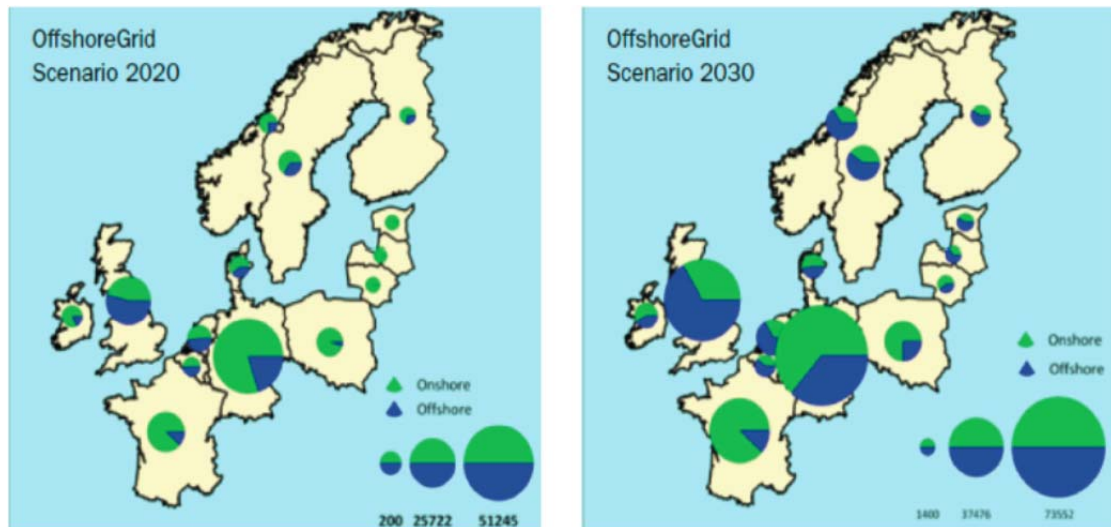 OffshoreGrid
Scenario 2020
Onshore
Offshore
200 25722 51245
OffshoreGrid
Scenario 2030
Onshore
Offshore
1400 37476 73552